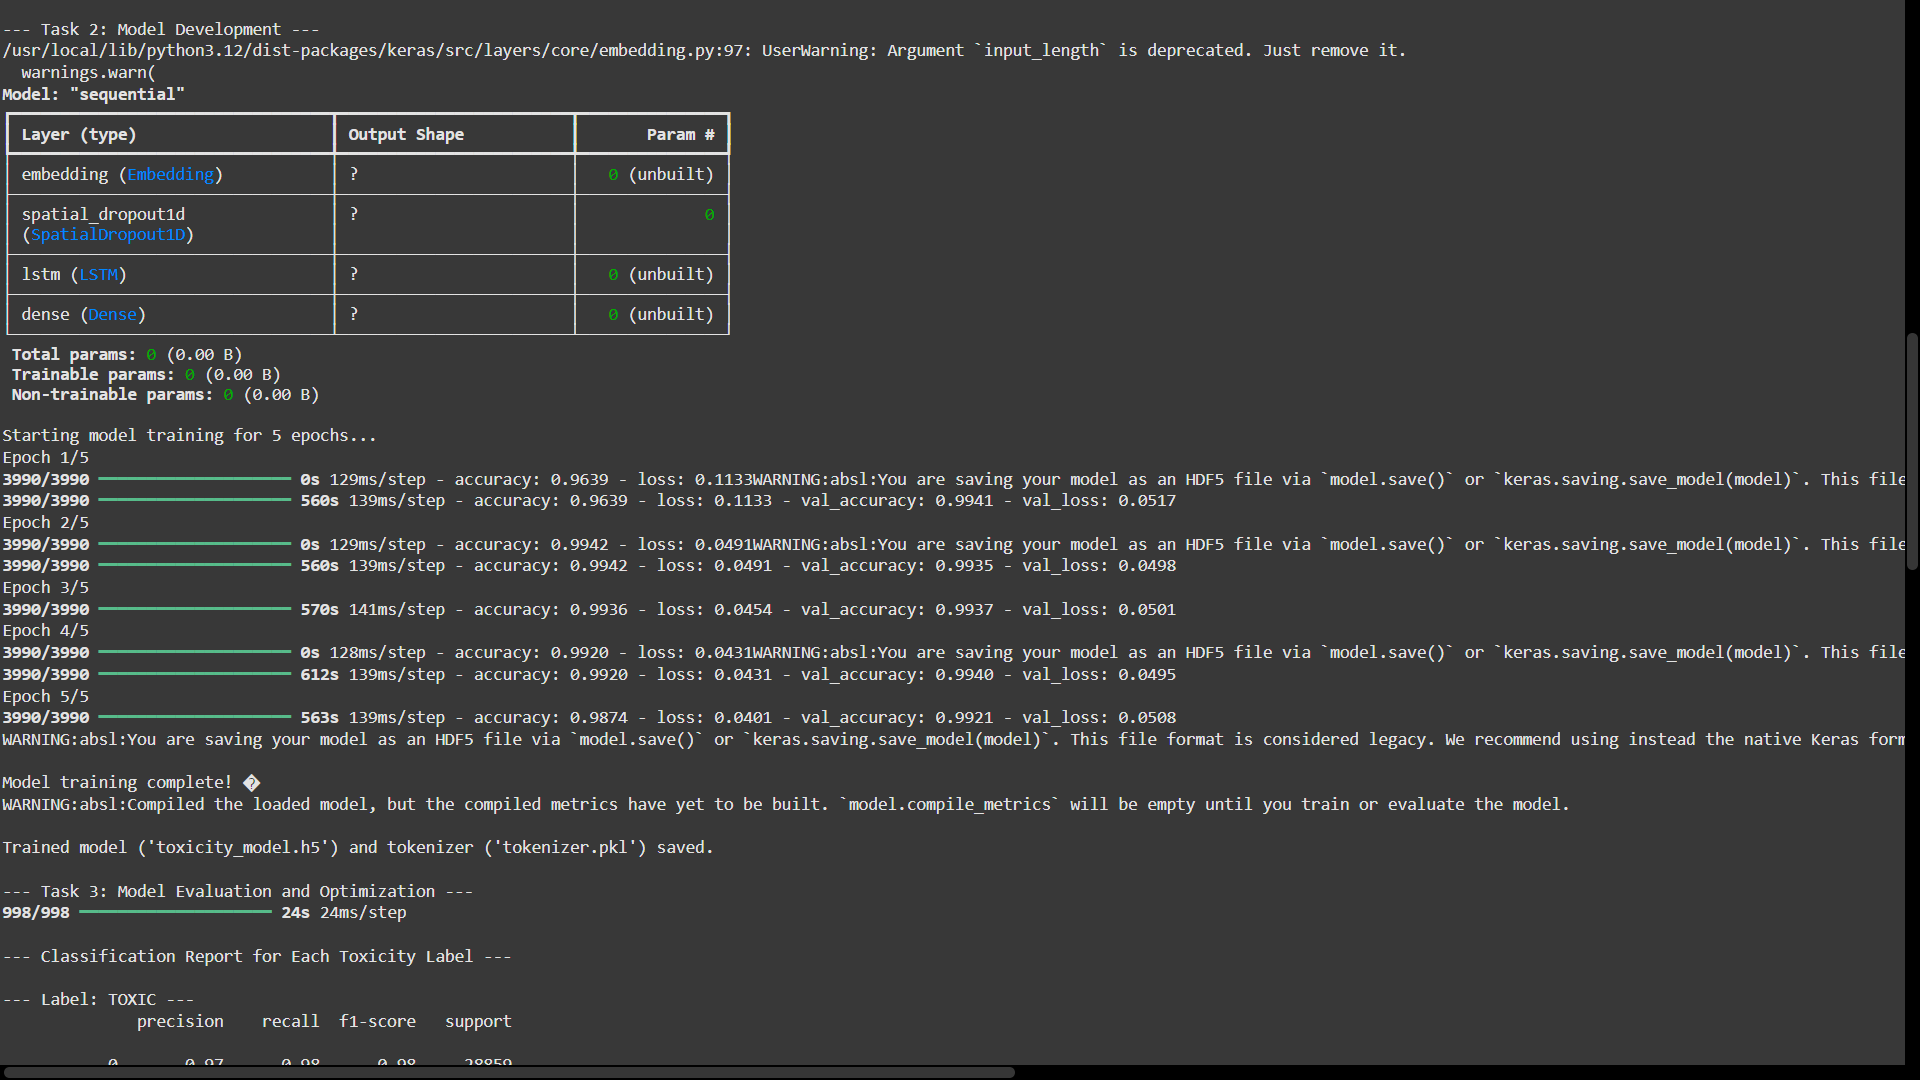 --- Task 2: Model Development ---
/usr/local/lib/python3.12/dist-packages/keras/src/layers/core/embedding.py:97: UserWarning: Argument `input_length` is deprecated. Just remove it.
  warnings.warn(
Model: "sequential"
Layer (type) Output Shape Param #
embedding (Embedding) ? 0 (unbuilt)
spatial_dropout1d ? 0
(SpatialDropout1D)
lstm (LSTM) ? 0 (unbuilt)
dense (Dense) ? 0 (unbuilt)
Total params: 0 (0.00 B)
Trainable params: 0 (0.00 B)
Non-trainable params: 0 (0.00 B)
Starting model training for 5 epochs...
Epoch 1/5
3990/3990 0s 129ms/step - accuracy: 0.9639 - loss: 0.1133WARNING:absl:You are saving your model as an HDF5 file via `model.save()` or `keras.saving.save_model(model)`. This file
3990/3990 560s 139ms/step - accuracy: 0.9639 - loss: 0.1133 - val_accuracy: 0.9941 - val_loss: 0.0517
Epoch 2/5
3990/3990 0s 129ms/step - accuracy: 0.9942 - loss: 0.0491WARNING:absl:You are saving your model as an HDF5 file via `model.save()` or `keras.saving.save_model(model)`. This file
3990/3990 560s 139ms/step - accuracy: 0.9942 - loss: 0.0491 - val_accuracy: 0.9935 - val_loss: 0.0498
Epoch 3/5
3990/3990 570s 141ms/step - accuracy: 0.9936 - loss: 0.0454 - val_accuracy: 0.9937 - val_loss: 0.0501
Epoch 4/5
3990/3990 0s 128ms/step - accuracy: 0.9920 - loss: 0.0431WARNING:absl:You are saving your model as an HDF5 file via `model.save()` or `keras.saving.save_model(model)`. This file
3990/3990 612s 139ms/step - accuracy: 0.9920 - loss: 0.0431 - val_accuracy: 0.9940 - val_loss: 0.0495
Epoch 5/5
3990/3990 563s 139ms/step - accuracy: 0.9874 - loss: 0.0401 - val_accuracy: 0.9921 - val_loss: 0.0508
WARNING:absl:You are saving your model as an HDF5 file via `model.save()` or `keras.saving.save_model(model)`. This file format is considered legacy. We recommend using instead the native Keras form
Model training complete! �
WARNING:absl:Compiled the loaded model, but the compiled metrics have yet to be built. `model.compile_metrics` will be empty until you train or evaluate the model.
Trained model ('toxicity_model.h5') and tokenizer ('tokenizer.pkl') saved.
--- Task 3: Model Evaluation and Optimization ---
998/998 24s 24ms/step
--- Classification Report for Each Toxicity Label ---
--- Label: TOXIC ---
precision recall f1-score support
0 0.97 0.98 0.98 28859